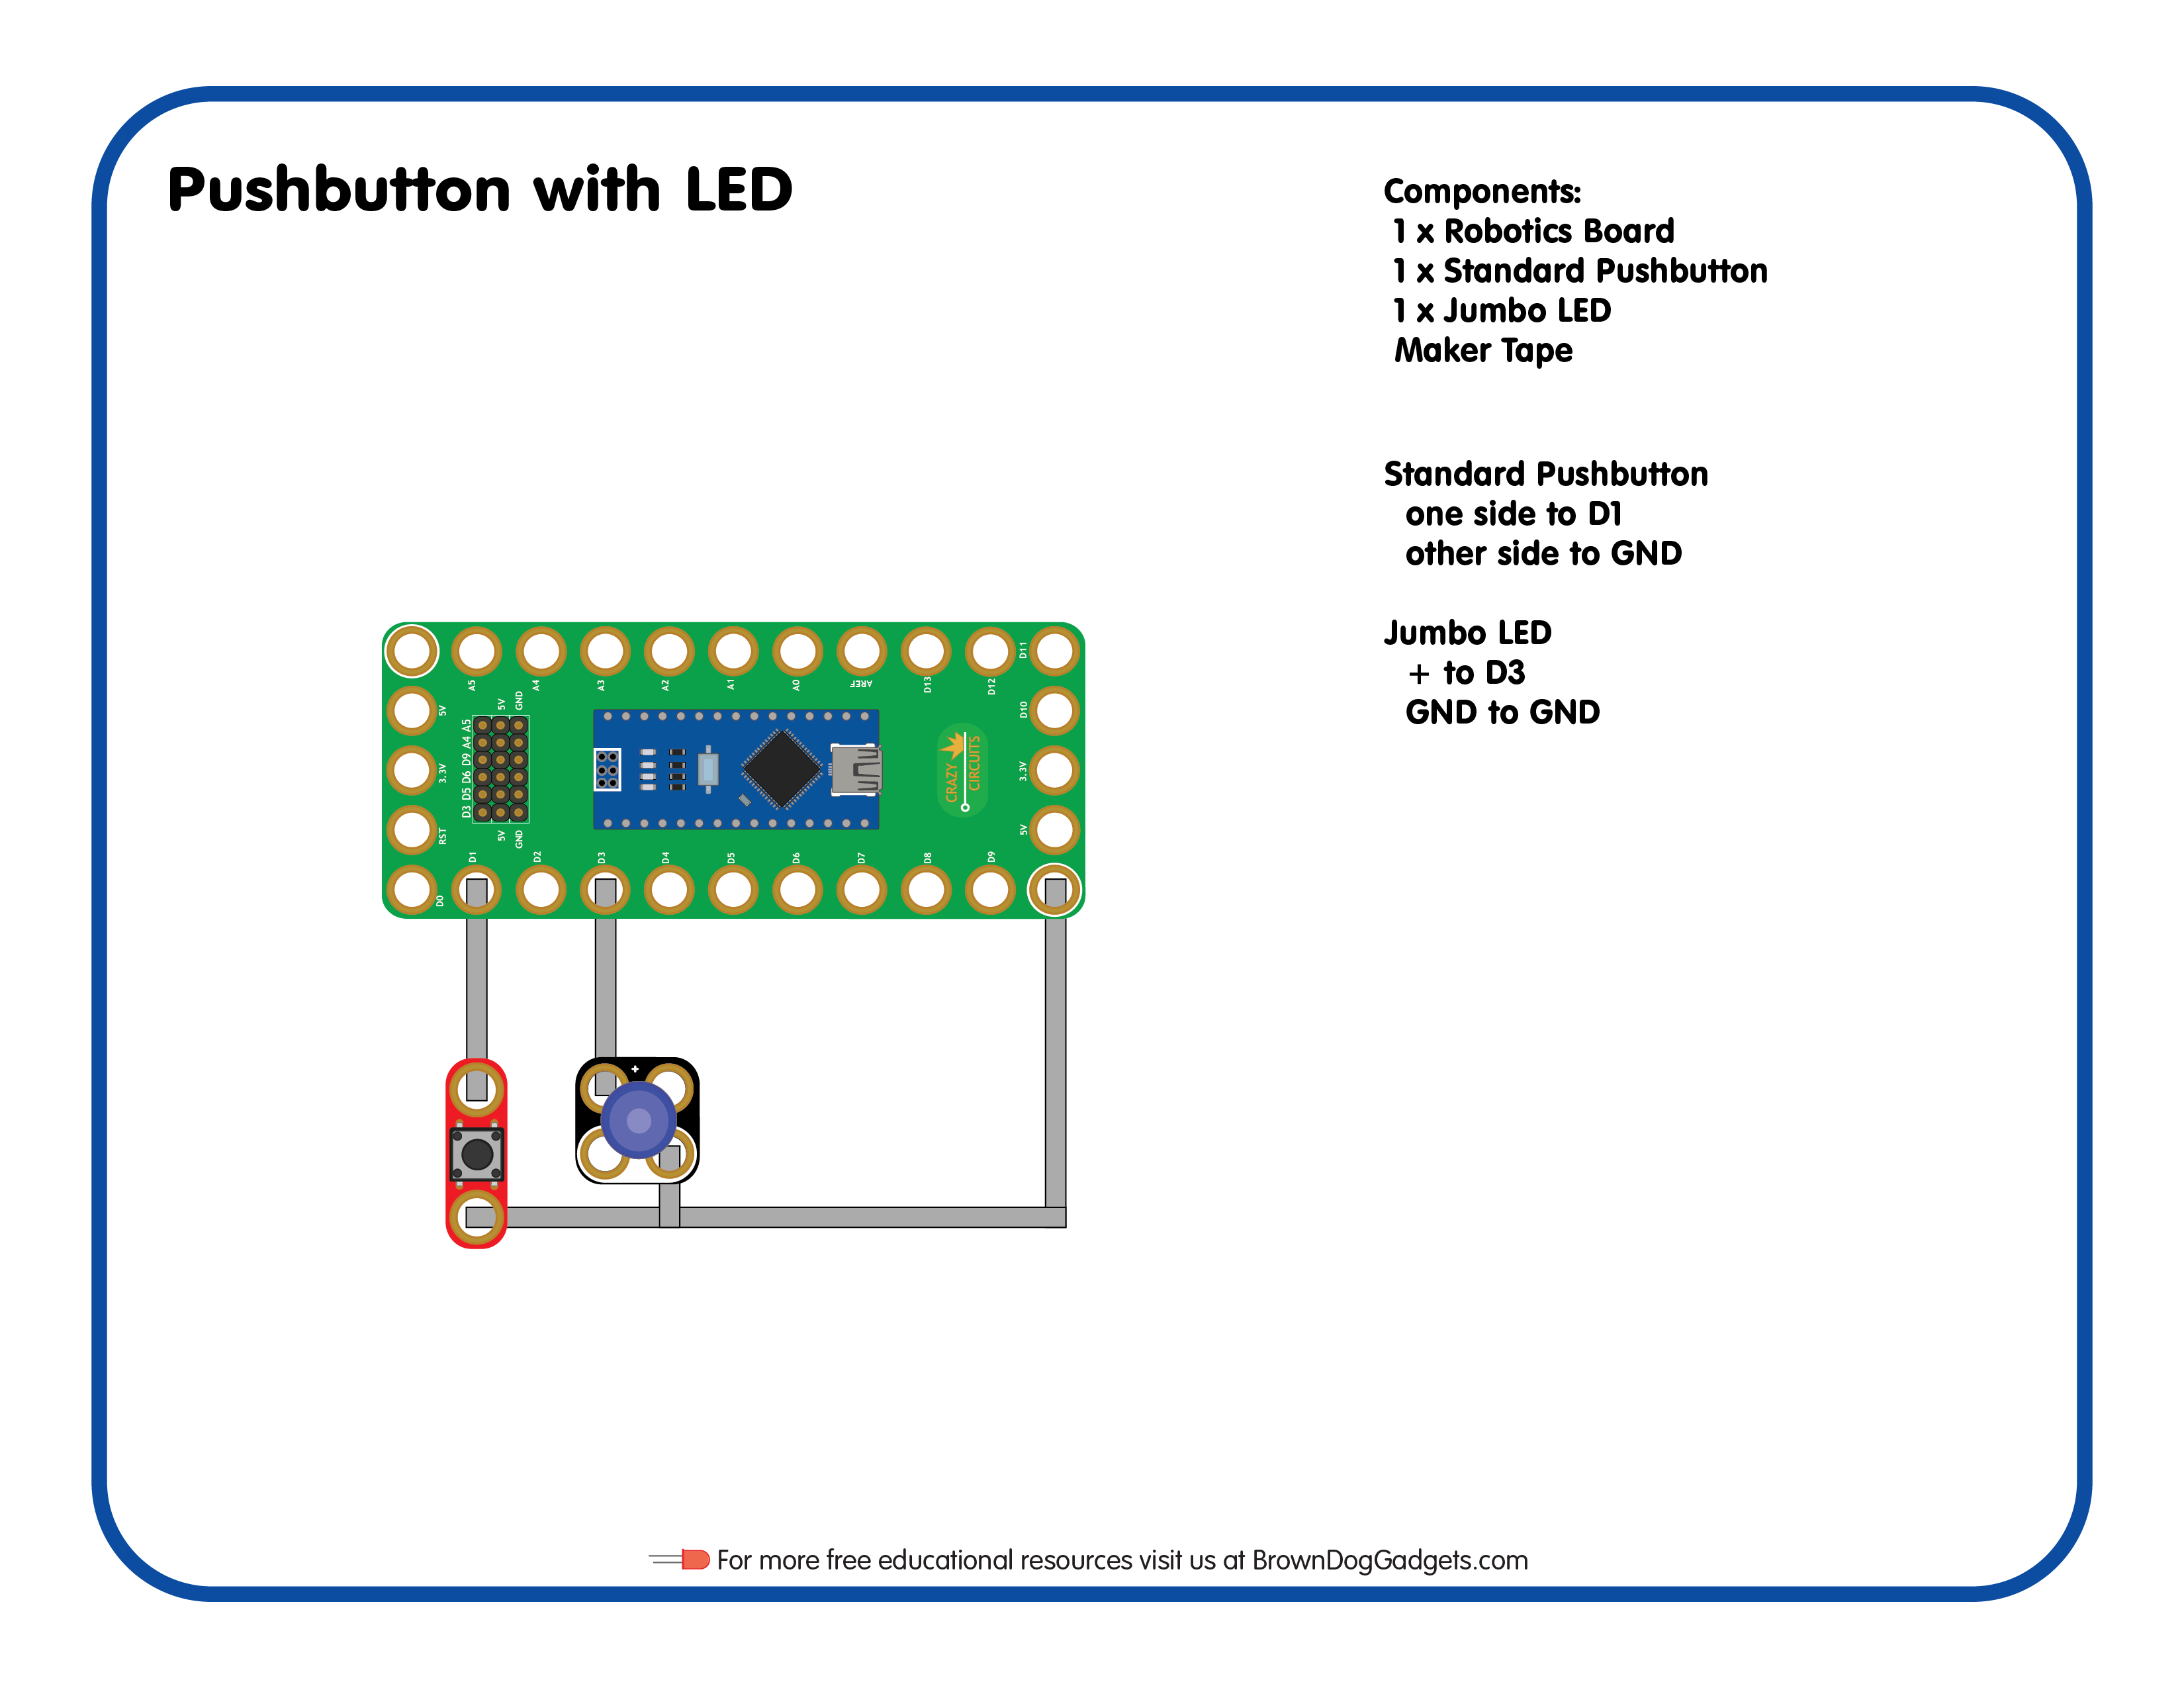 Pushbutton with LED
Components:
1 x Robotics Board
1 x Standard Pushbutton
1 x Jumbo LED
Maker Tape
Standard Pushbutton
one side to D1
other side to GND
Jumbo LED
+ to D3
GND to GND
A5
A4
A3
A2
A1
A0
AREF
D13
D12
D11
5V
3.3V
RST
D0
5V
GND
A5
A4
D9
D6
D5
D3
5V
GND
CRAZY
CIRCUITS
D10
3.3V
5V
D1
D2
D3
D4
D5
D6
D7
D8
D9
+
For more free educational resources visit us at BrownDogGadgets.com